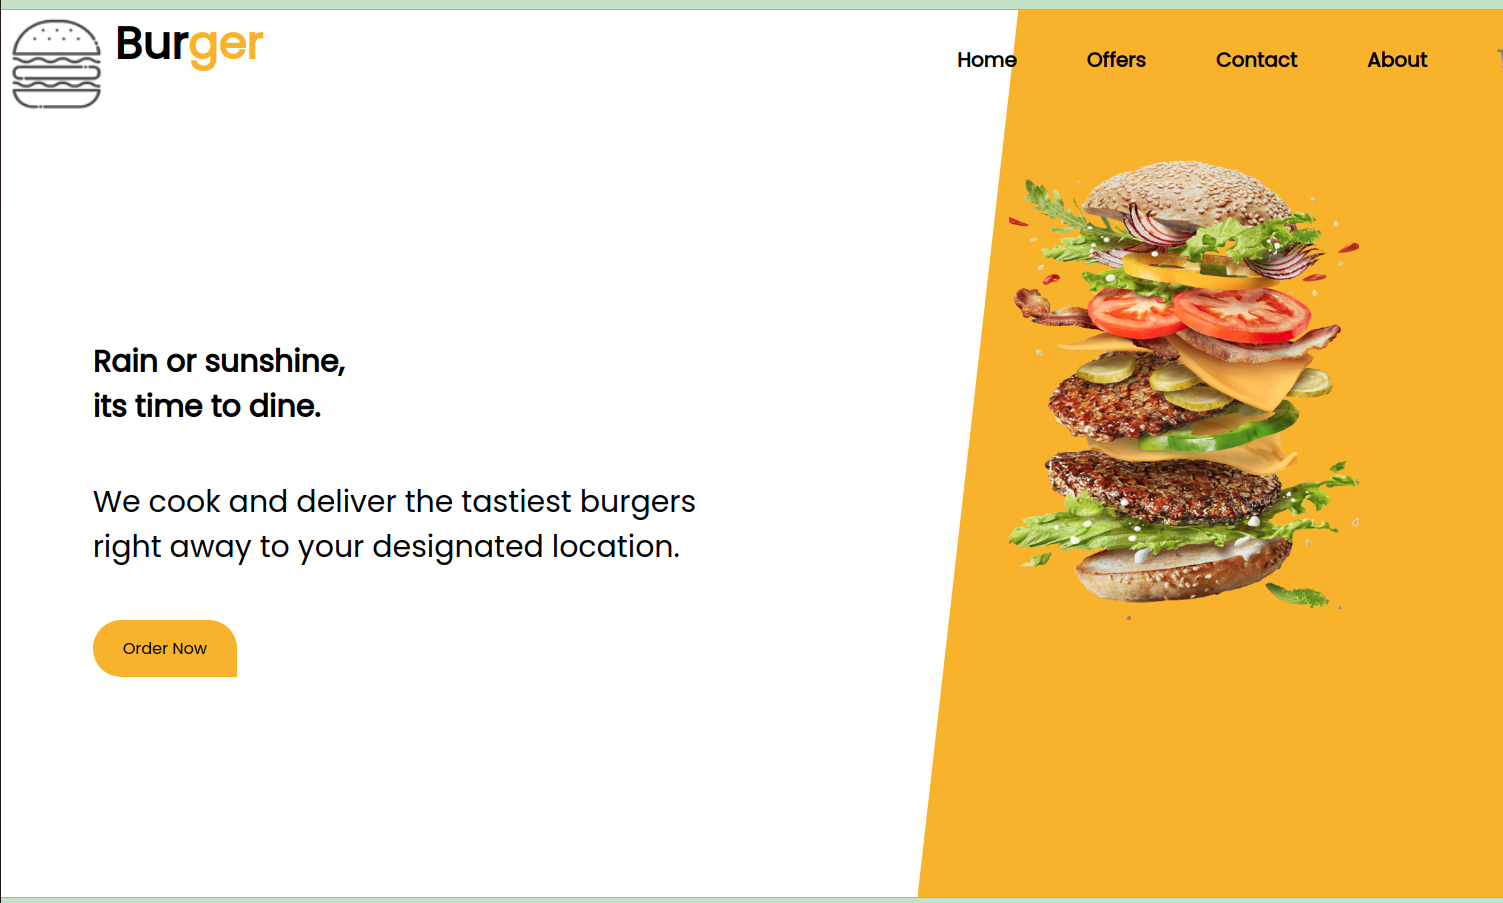 Burger
Home Offers Contact About
Rain or sunshine,
its time to dine.
We cook and deliver the tastiest burgers
right away to your designated location.
Order Now